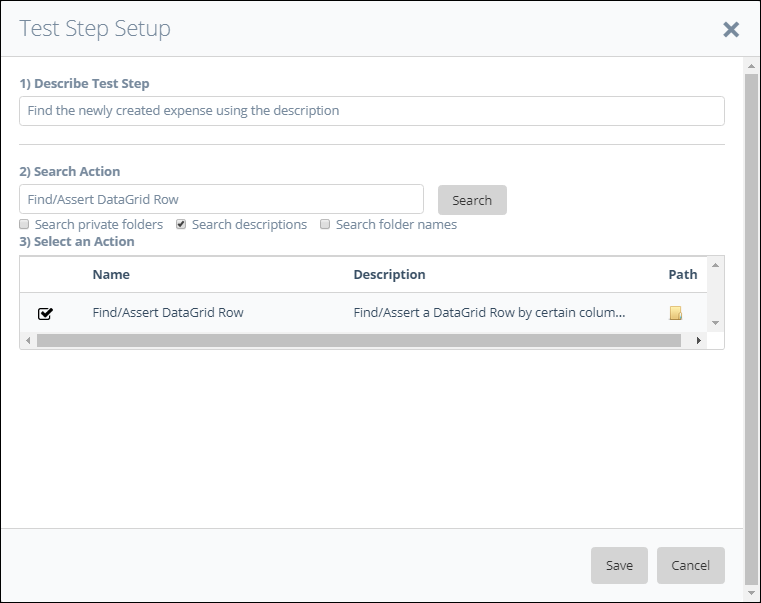 Test Step Setup
1) Describe Test Step
Find the newly created expense using the description
2) Search Action
Find/Assert DataGrid Row
Search
Search private folders Search descriptions Search folder names
3) Select an Action
Name Description Path
Find/Assert DataGrid Row Find/Assert a DataGrid Row by certain colum...
Save Cancel